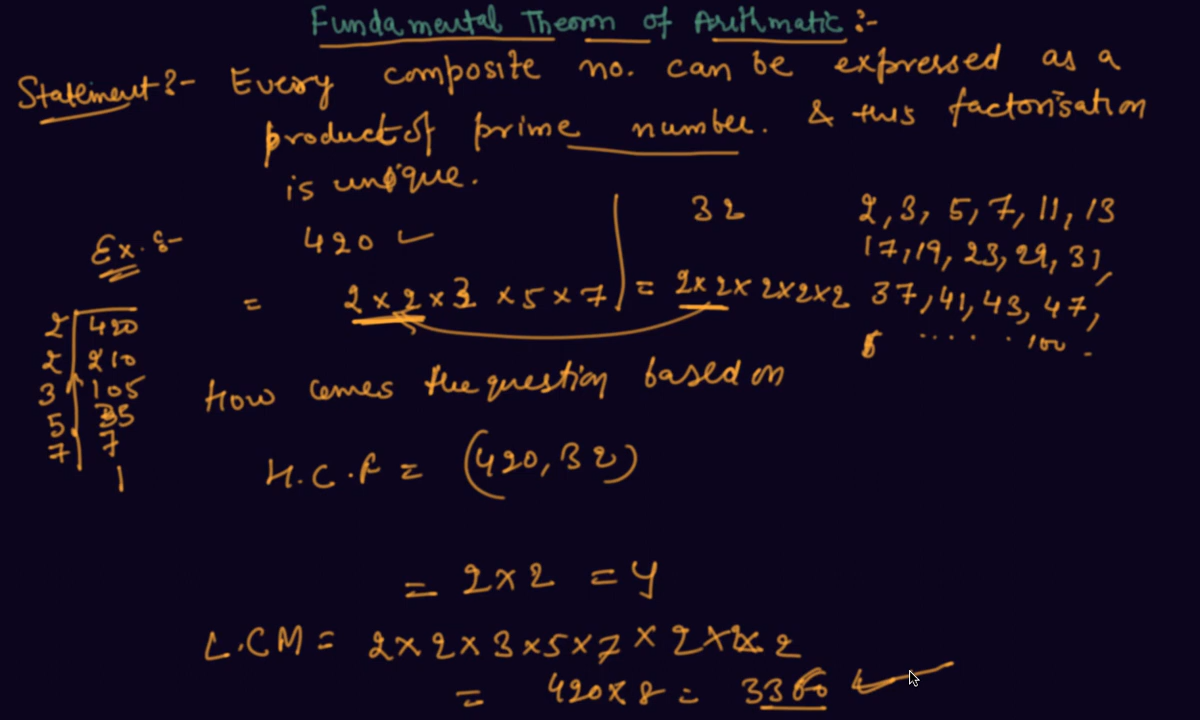 Fundamental Theorm of Arithmatic :-
Statement :- Every composite no. can be expressed as a
product of prime number. & this factorisation
is unique.
Ex. :- 420 32 2, 3, 5, 7, 11, 13
17, 19, 23, 29, 31,
= 2 × 2 × 3 × 5 × 7 = 2 × 2 × 2 × 2 × 2 37, 41, 43, 47,
..... 100 .
2 420
2 210
3 105
5 35
7 7
1
How comes the question based on
H.C.F = (420, 32)
= 2 × 2 = 4
L.CM = 2 × 2 × 3 × 5 × 7 × 2 × 2 × 2
= 420 × 8 = 3360